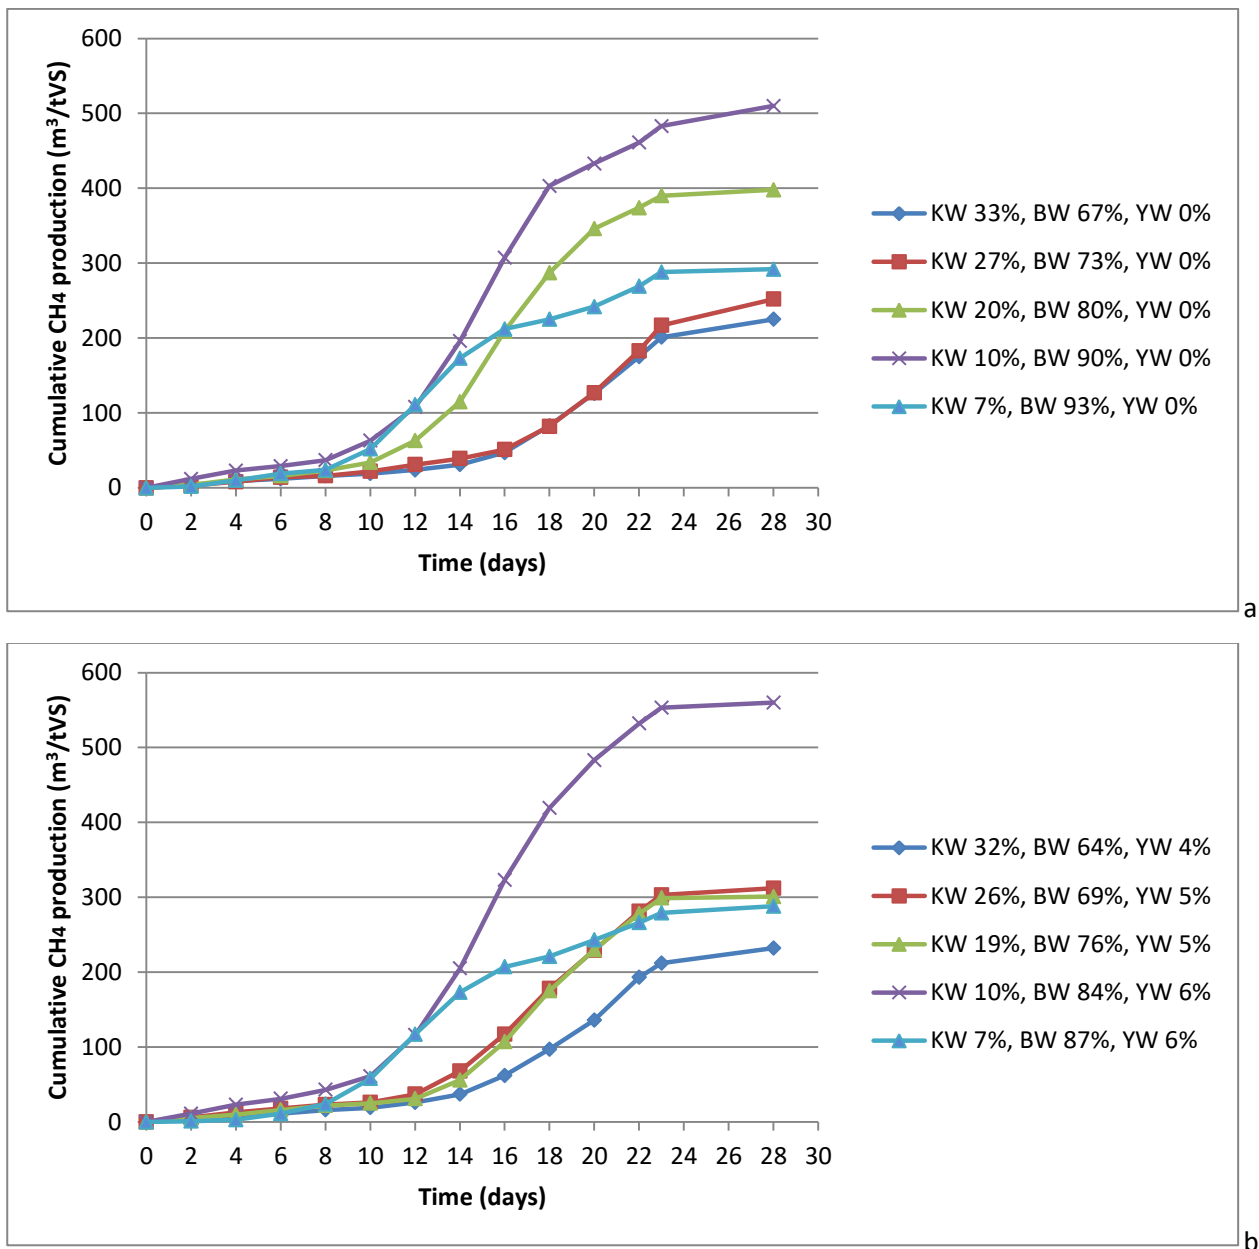 Cumulative CH4 production (m³/tVS)
600
500
400
300
200
100
0
0 2 4 6 8 10 12 14 16 18 20 22 24 26 28 30
Time (days)
KW 33%, BW 67%, YW 0%
KW 27%, BW 73%, YW 0%
KW 20%, BW 80%, YW 0%
KW 10%, BW 90%, YW 0%
KW 7%, BW 93%, YW 0%
a
Cumulative CH4 production (m³/tVS)
600
500
400
300
200
100
0
0 2 4 6 8 10 12 14 16 18 20 22 24 26 28 30
Time (days)
KW 32%, BW 64%, YW 4%
KW 26%, BW 69%, YW 5%
KW 19%, BW 76%, YW 5%
KW 10%, BW 84%, YW 6%
KW 7%, BW 87%, YW 6%
b